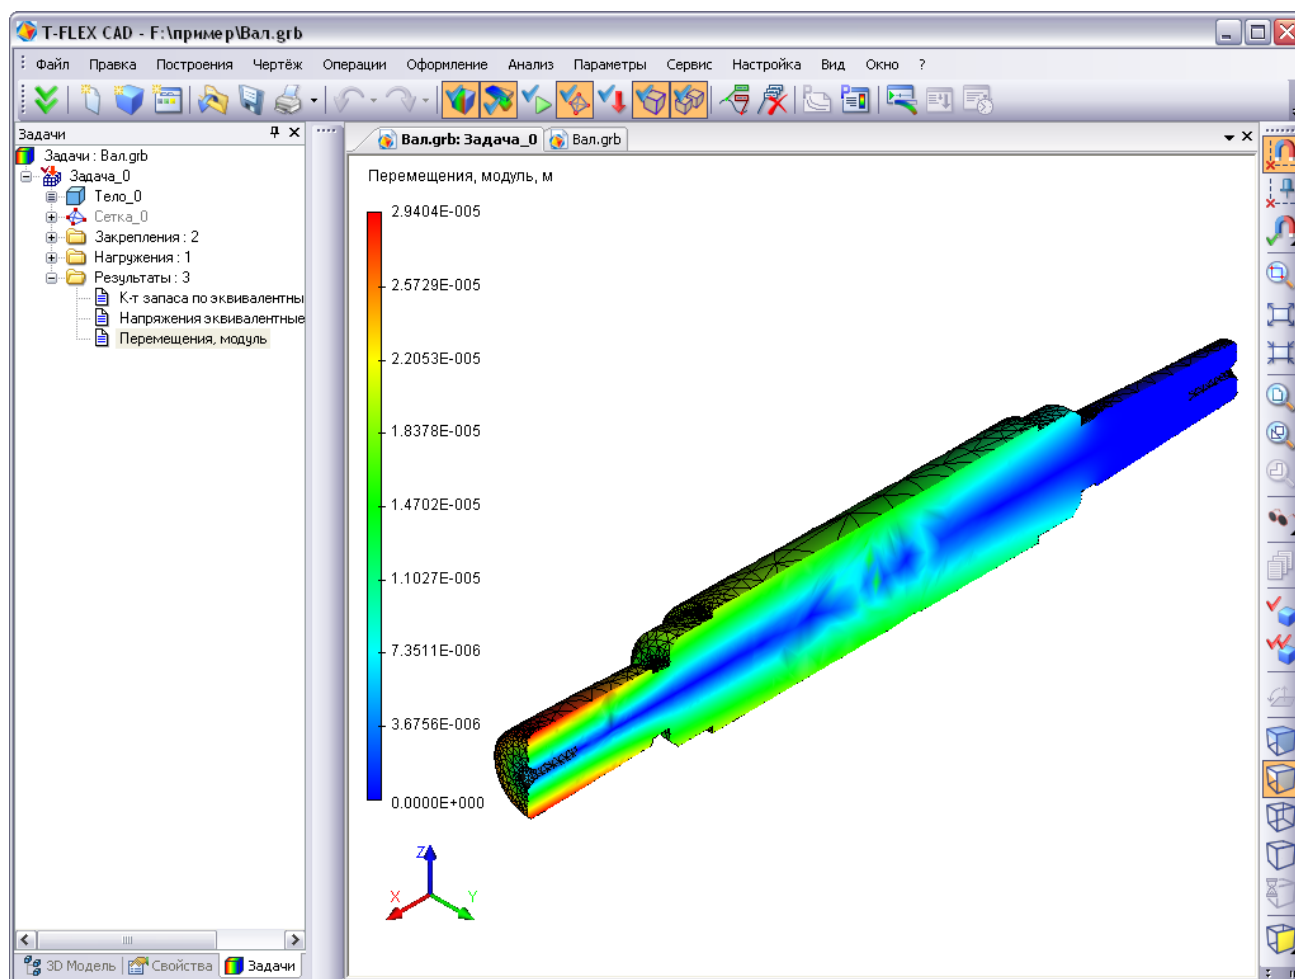 T-FLEX CAD - F:\пример\Вал.grb
Файл Правка Построения Чертёж Операции Оформление Анализ Параметры Сервис Настройка Вид Окно ?
Задачи
Задачи : Вал.grb
Задача_0
Тело_0
Сетка_0
Закрепления : 2
Нагружения : 1
Результаты : 3
К-т запаса по эквивалентны
Напряжения эквивалентные
Перемещения, модуль
3D Модель Свойства Задачи
Вал.grb: Задача_0 Вал.grb
Перемещения, модуль, м
2.9404E-005
2.5729E-005
2.2053E-005
1.8378E-005
1.4702E-005
1.1027E-005
7.3511E-006
3.6756E-006
0.0000E+000
Z
X Y